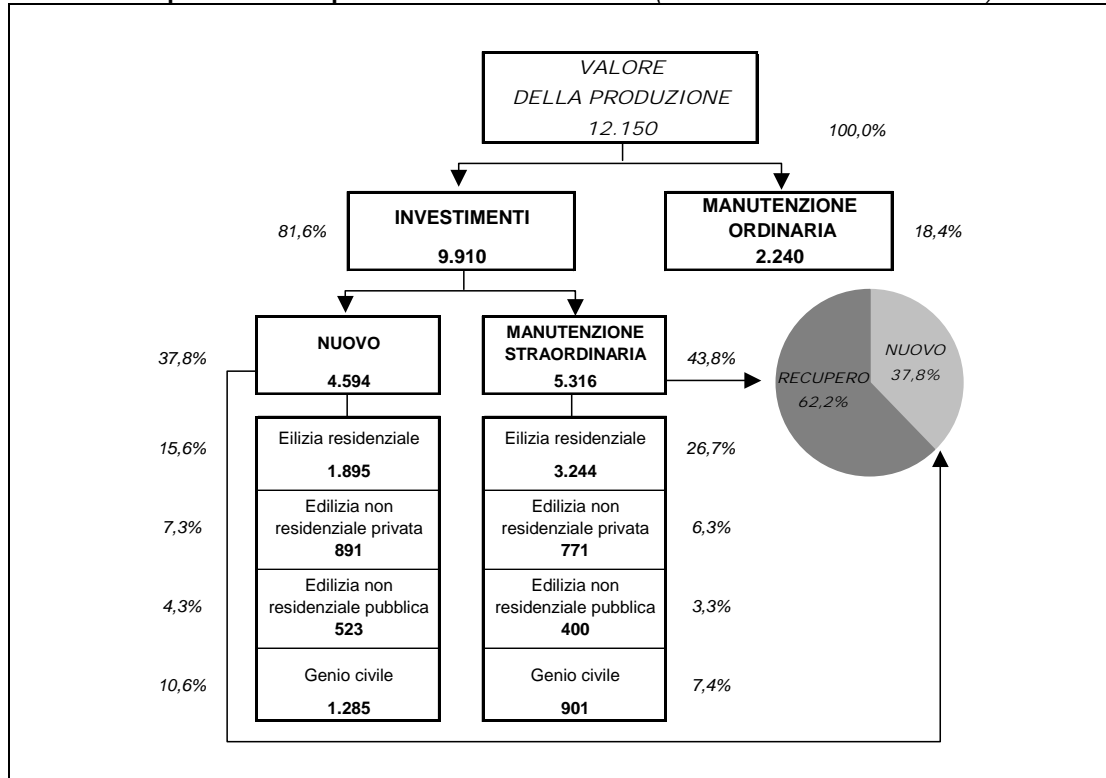 VALORE
DELLA PRODUZIONE
12.150
100,0%
INVESTIMENTI
9.910
81,6%
MANUTENZIONE
ORDINARIA
2.240
18,4%
NUOVO
4.594
37,8%
MANUTENZIONE
STRAORDINARIA
5.316
43,8%
NUOVO
37,8%
RECUPERO
62,2%
15,6%
Eilizia residenziale
1.895
Eilizia residenziale
3.244
26,7%
7,3%
Edilizia non
residenziale privata
891
Edilizia non
residenziale privata
771
6,3%
4,3%
Edilizia non
residenziale pubblica
523
Edilizia non
residenziale pubblica
400
3,3%
10,6%
Genio civile
1.285
Genio civile
901
7,4%